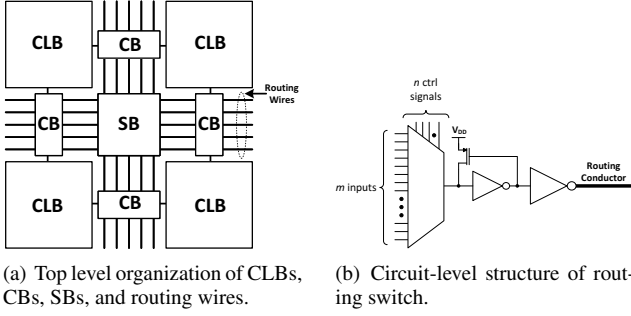 CLB
CB
CLB
Routing
Wires
CB
SB
CB
CLB
CB
CLB
(a) Top level organization of CLBs,
CBs, SBs, and routing wires.
n ctrl
signals
V_DD
m inputs
Routing
Conductor
(b) Circuit-level structure of rout-
ing switch.